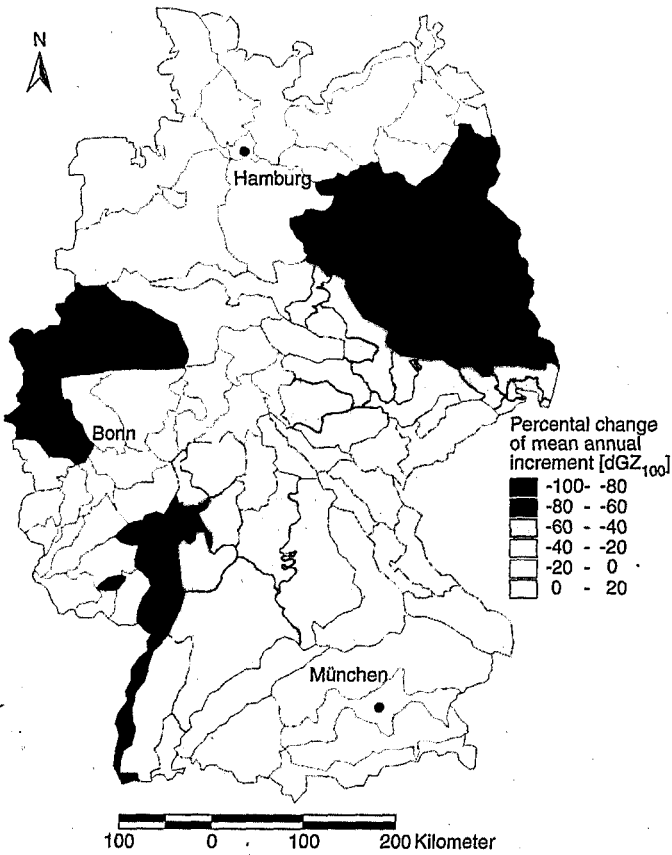 N
Hamburg
Bonn
Percental change
of mean annual
increment [dGZ100]
-100- -80
-80 - -60
-60 - -40
-40 - -20
-20 - 0
0 - 20
München
100 0 100 200 Kilometer